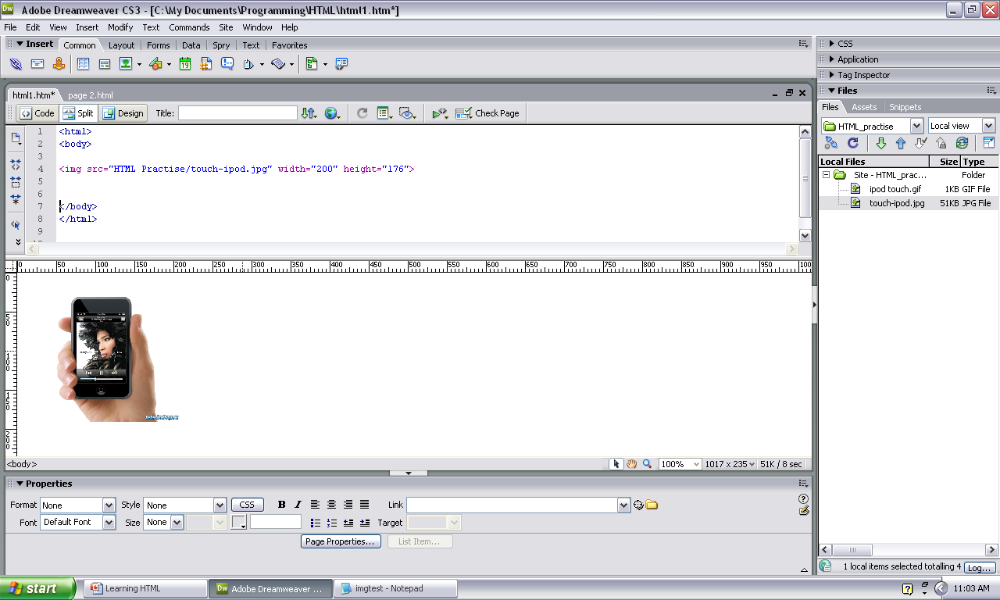 Adobe Dreamweaver CS3 - [C:\My Documents\Programming\HTML\html1.htm*]
File Edit View Insert Modify Text Commands Site Window Help
Insert Common Layout Forms Data Spry Text Favorites
html1.htm* page 2.html
Code Split Design Title: Check Page
1 <html>
2 <body>
3
4 <img src="HTML Practise/touch-ipod.jpg" width="200" height="176">
5
6
7 </body>
8 </html>
9
0 50 100 150 200 250 300 350 400 450 500 550 600 650 700 750 800 850 900 950 100
0
50
100
150
200
<body> 100% 1017 x 235 51K / 8 sec
Properties
Format None Style None CSS B I Link
Font Default Font Size None Target
Page Properties... List Item...
CSS
Application
Tag Inspector
Files
Files Assets Snippets
HTML_practise Local view
Local Files Size Type
Site - HTML_prac... Folder
ipod touch.gif 1KB GIF File
touch-ipod.jpg 51KB JPG File
1 local items selected totalling 4 Log...
start Learning HTML Adobe Dreamweaver ... imgtest - Notepad 11:03 AM